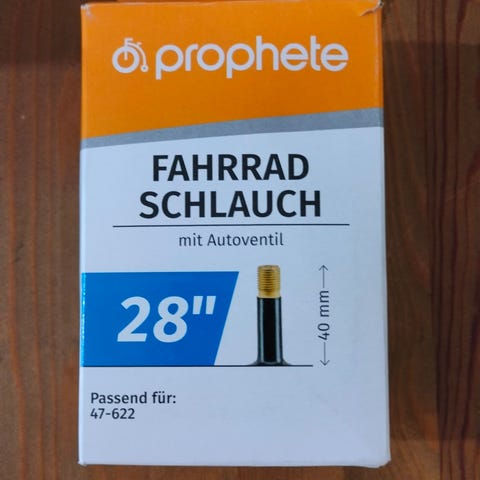 prophete
FAHRRAD
SCHLAUCH
mit Autoventil
28"
40 mm
Passend für:
47-622